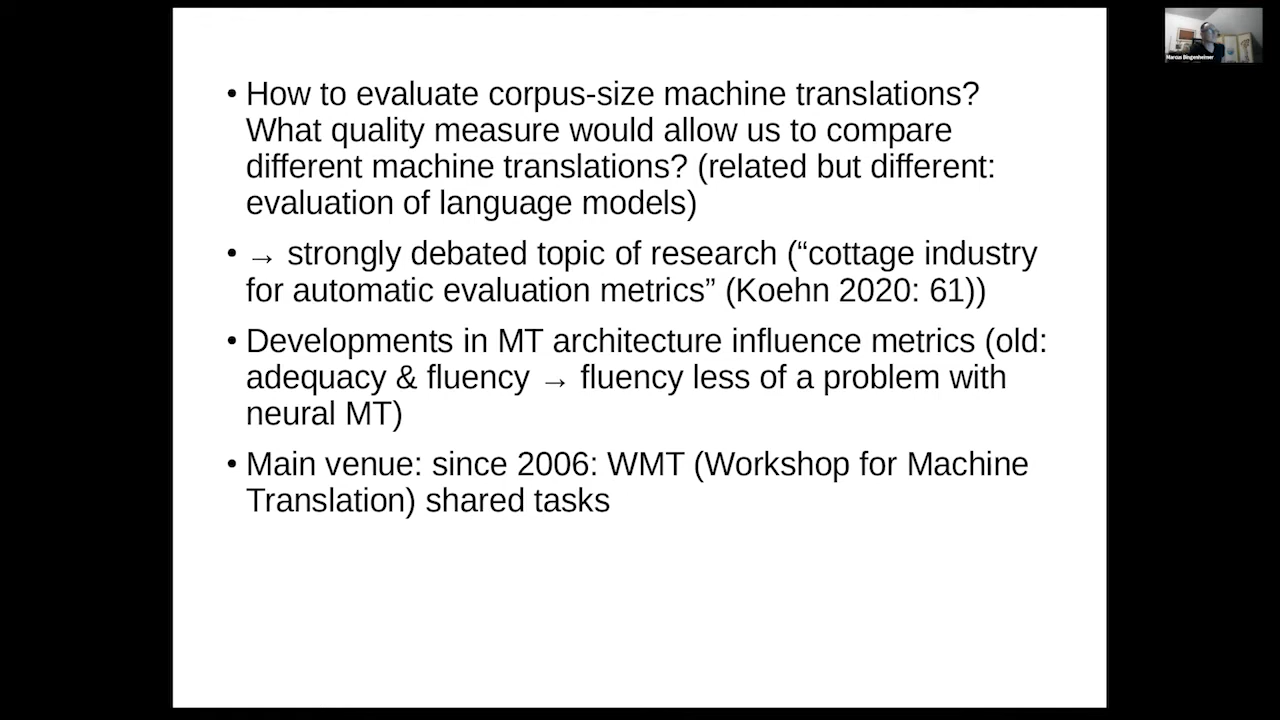 • How to evaluate corpus-size machine translations?
What quality measure would allow us to compare
different machine translations? (related but different:
evaluation of language models)
• → strongly debated topic of research (“cottage industry
for automatic evaluation metrics” (Koehn 2020: 61))
• Developments in MT architecture influence metrics (old:
adequacy & fluency → fluency less of a problem with
neural MT)
• Main venue: since 2006: WMT (Workshop for Machine
Translation) shared tasks
Marcus Bingenheimer